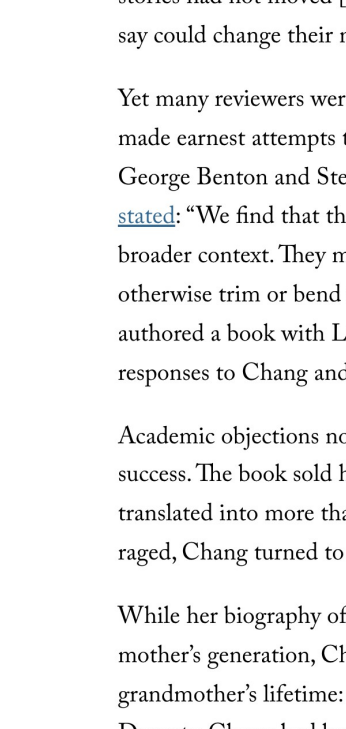 say could change their
Yet many reviewers wer
made earnest attempts
George Benton and Ste
stated: “We find that th
broader context. They m
otherwise trim or bend
authored a book with L
responses to Chang and
Academic objections no
success. The book sold h
translated into more tha
raged, Chang turned to
While her biography of
mother’s generation, Ch
grandmother’s lifetime: